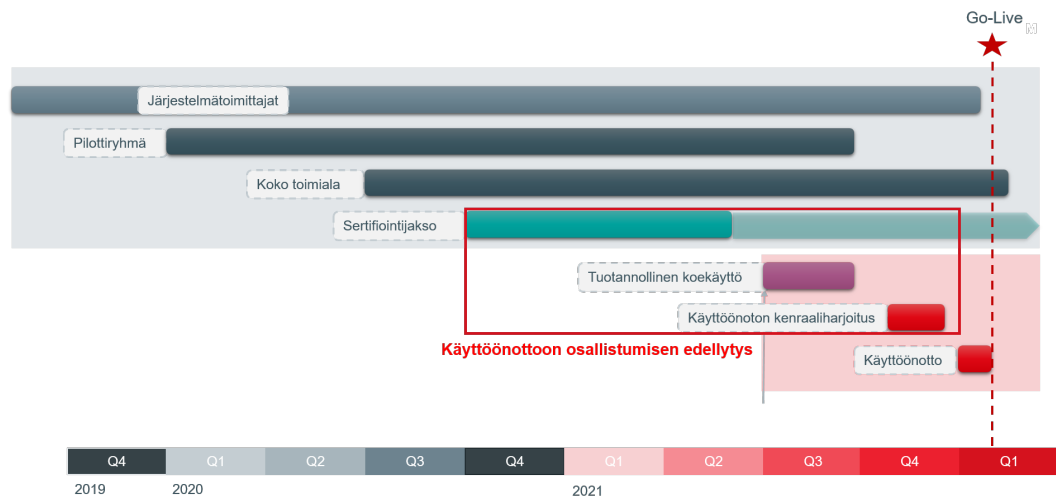 Go-Live
M
Järjestelmätoimittajat
Pilottiryhmä
Koko toimiala
Sertifiointijakso
Tuotannollinen koekäyttö
Käyttöönoton kenraaliharjoitus
Käyttöönottoon osallistumisen edellytys
Käyttöönotto
Q4 Q1 Q2 Q3 Q4 Q1 Q2 Q3 Q4 Q1
2019 2020 2021